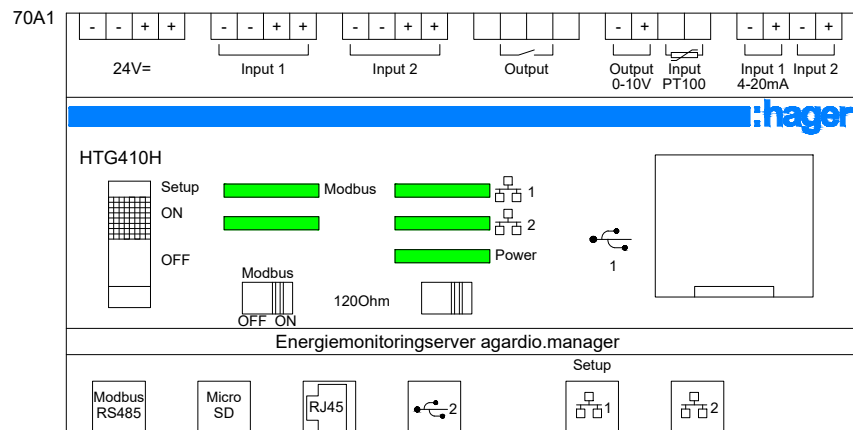 70A1
- - + +
- - + +
- - + +
- +
- + - +
24V=
Input 1
Input 2
Output
Output
0-10V
Input
PT100
Input 1
4-20mA
Input 2
:hager
HTG410H
Setup
ON
OFF
Modbus
1
2
Power
1
Modbus
OFF ON
120Ohm
Energiemonitoringserver agardio.manager
Setup
Modbus
RS485
Micro
SD
RJ45
2
1
2